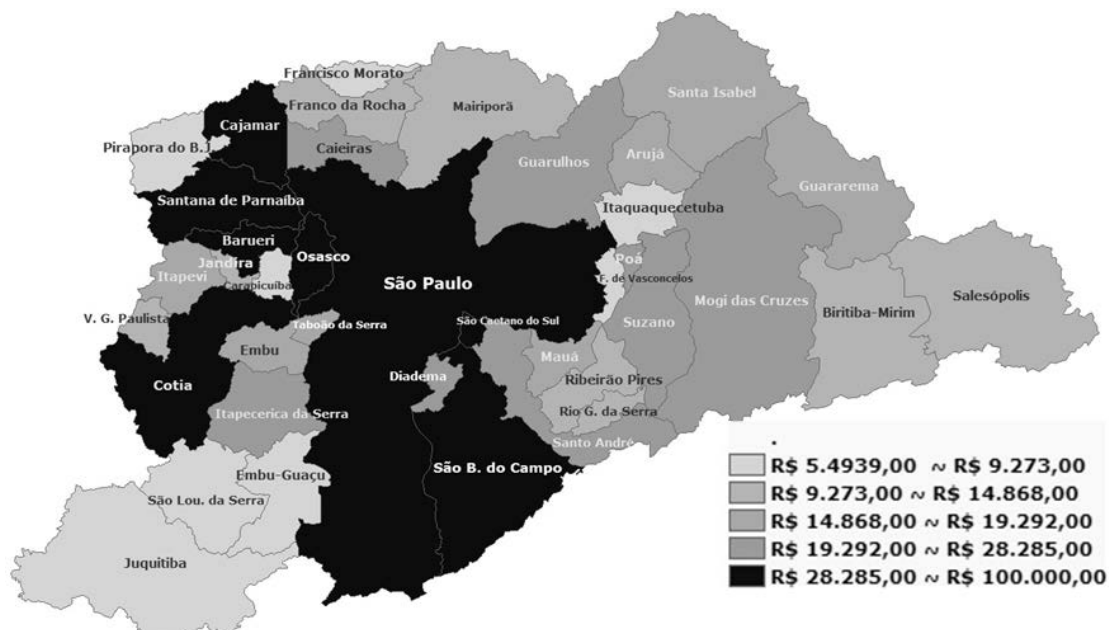 Francisco Morato
Franco da Rocha
Mairiporã
Santa Isabel
Cajamar
Pirapora do B.J
Caieiras
Guarulhos
Arujá
Guararema
Santana de Parnaíba
Itaquaquecetuba
Barueri
Osasco
Jandira
Itapevi
Carapicuíba
São Paulo
Poá
F. de Vasconcelos
Mogi das Cruzes
Salesópolis
Biritiba-Mirim
V. G. Paulista
Taboão da Serra
São Caetano do Sul
Suzano
Embu
Mauá
Cotia
Diadema
Ribeirão Pires
Itapecerica da Serra
Rio G. da Serra
Santo André
São B. do Campo
Embu-Guaçu
São Lou. da Serra
Juquitiba
.
R$ 5.4939,00 ~ R$ 9.273,00
R$ 9.273,00 ~ R$ 14.868,00
R$ 14.868,00 ~ R$ 19.292,00
R$ 19.292,00 ~ R$ 28.285,00
R$ 28.285,00 ~ R$ 100.000,00